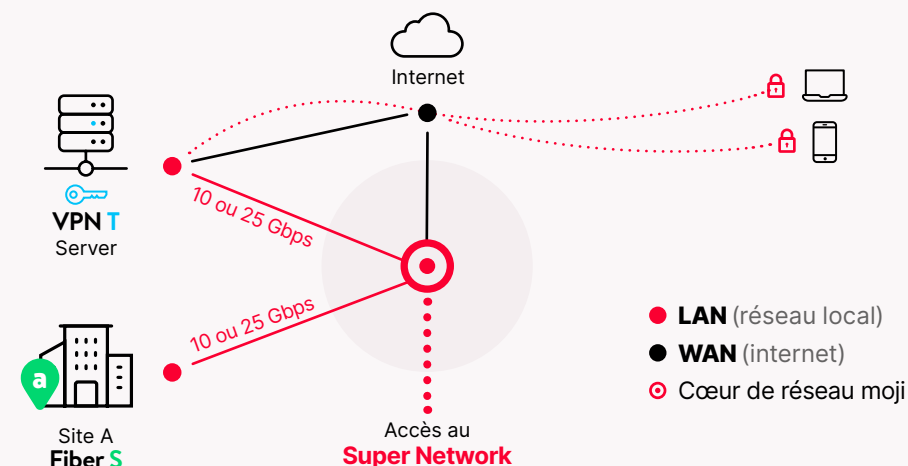 Internet
VPN T
Server
10 ou 25 Gbps
10 ou 25 Gbps
a
Site A
Fiber S
Accès au
Super Network
LAN (réseau local)
WAN (internet)
Cœur de réseau moji